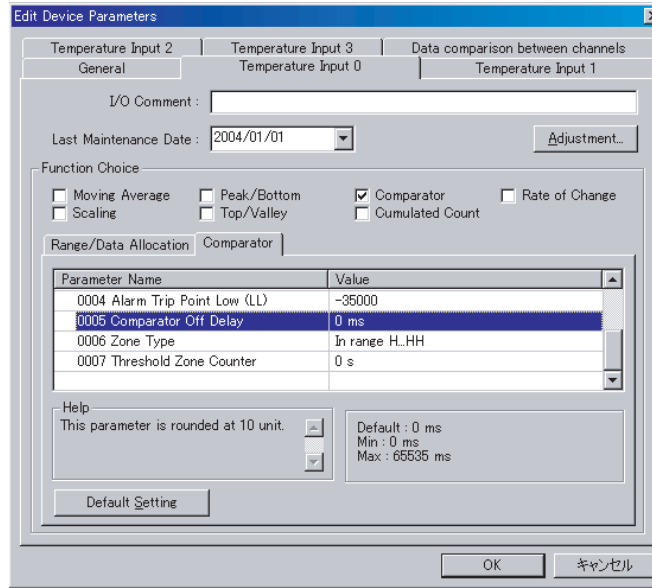 Edit Device Parameters
Temperature Input 2 Temperature Input 3 Data comparison between channels
General Temperature Input 0 Temperature Input 1
I/O Comment :
Last Maintenance Date : 2004/01/01 Adjustment...
Function Choice
Moving Average Peak/Bottom Comparator Rate of Change
Scaling Top/Valley Cumulated Count
Range/Data Allocation Comparator
Parameter Name Value
0004 Alarm Trip Point Low (LL) -35000
0005 Comparator Off Delay 0 ms
0006 Zone Type In range H...HH
0007 Threshold Zone Counter 0 s
Help
This parameter is rounded at 10 unit.
Default : 0 ms
Min : 0 ms
Max : 65535 ms
Default Setting
OK キャンセル